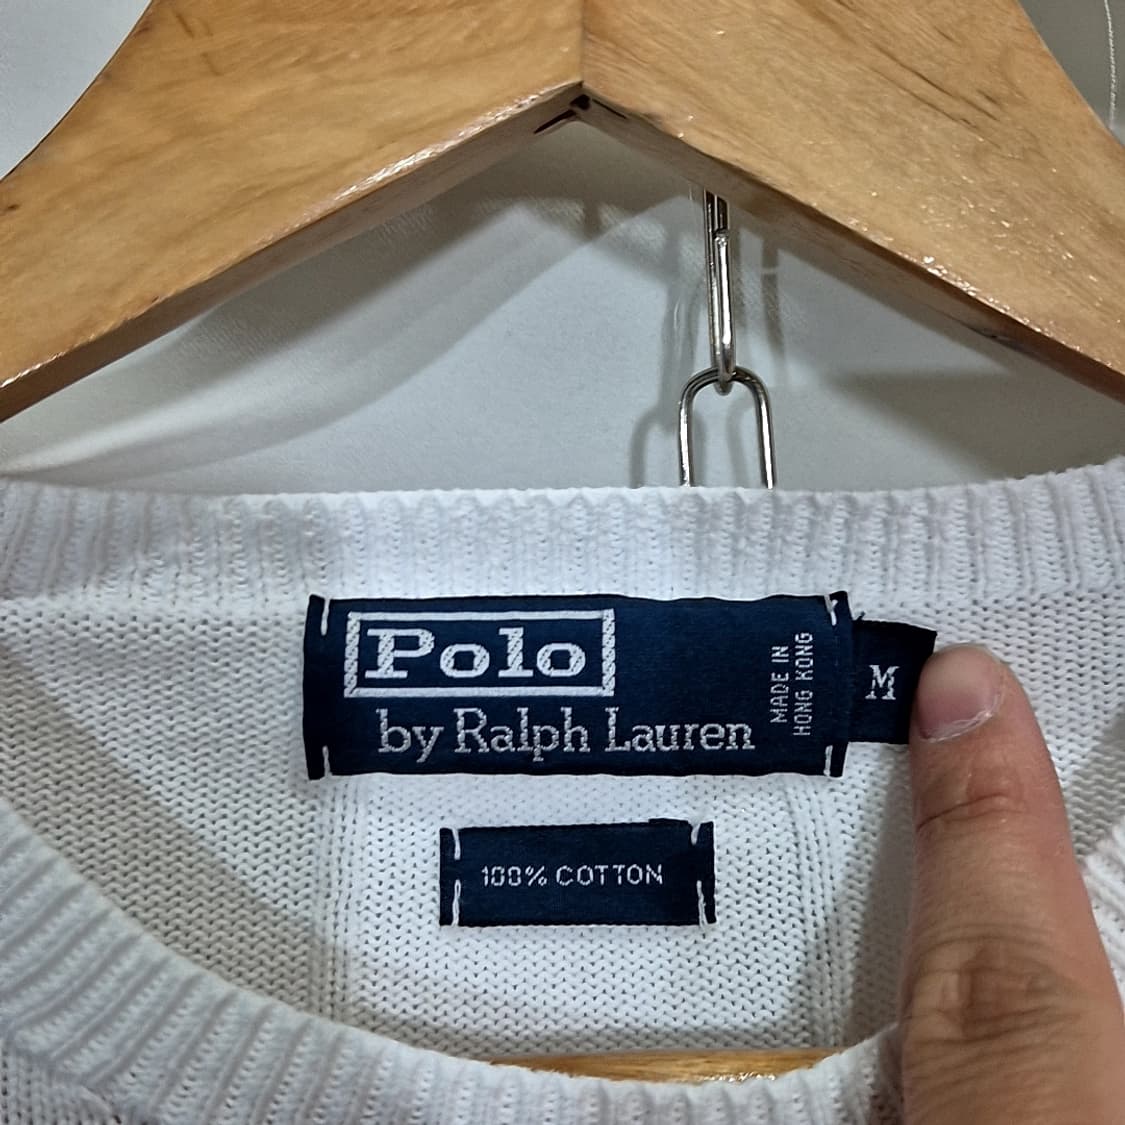 Polo
by Ralph Lauren
MADE IN
HONG KONG
M
100% COTTON